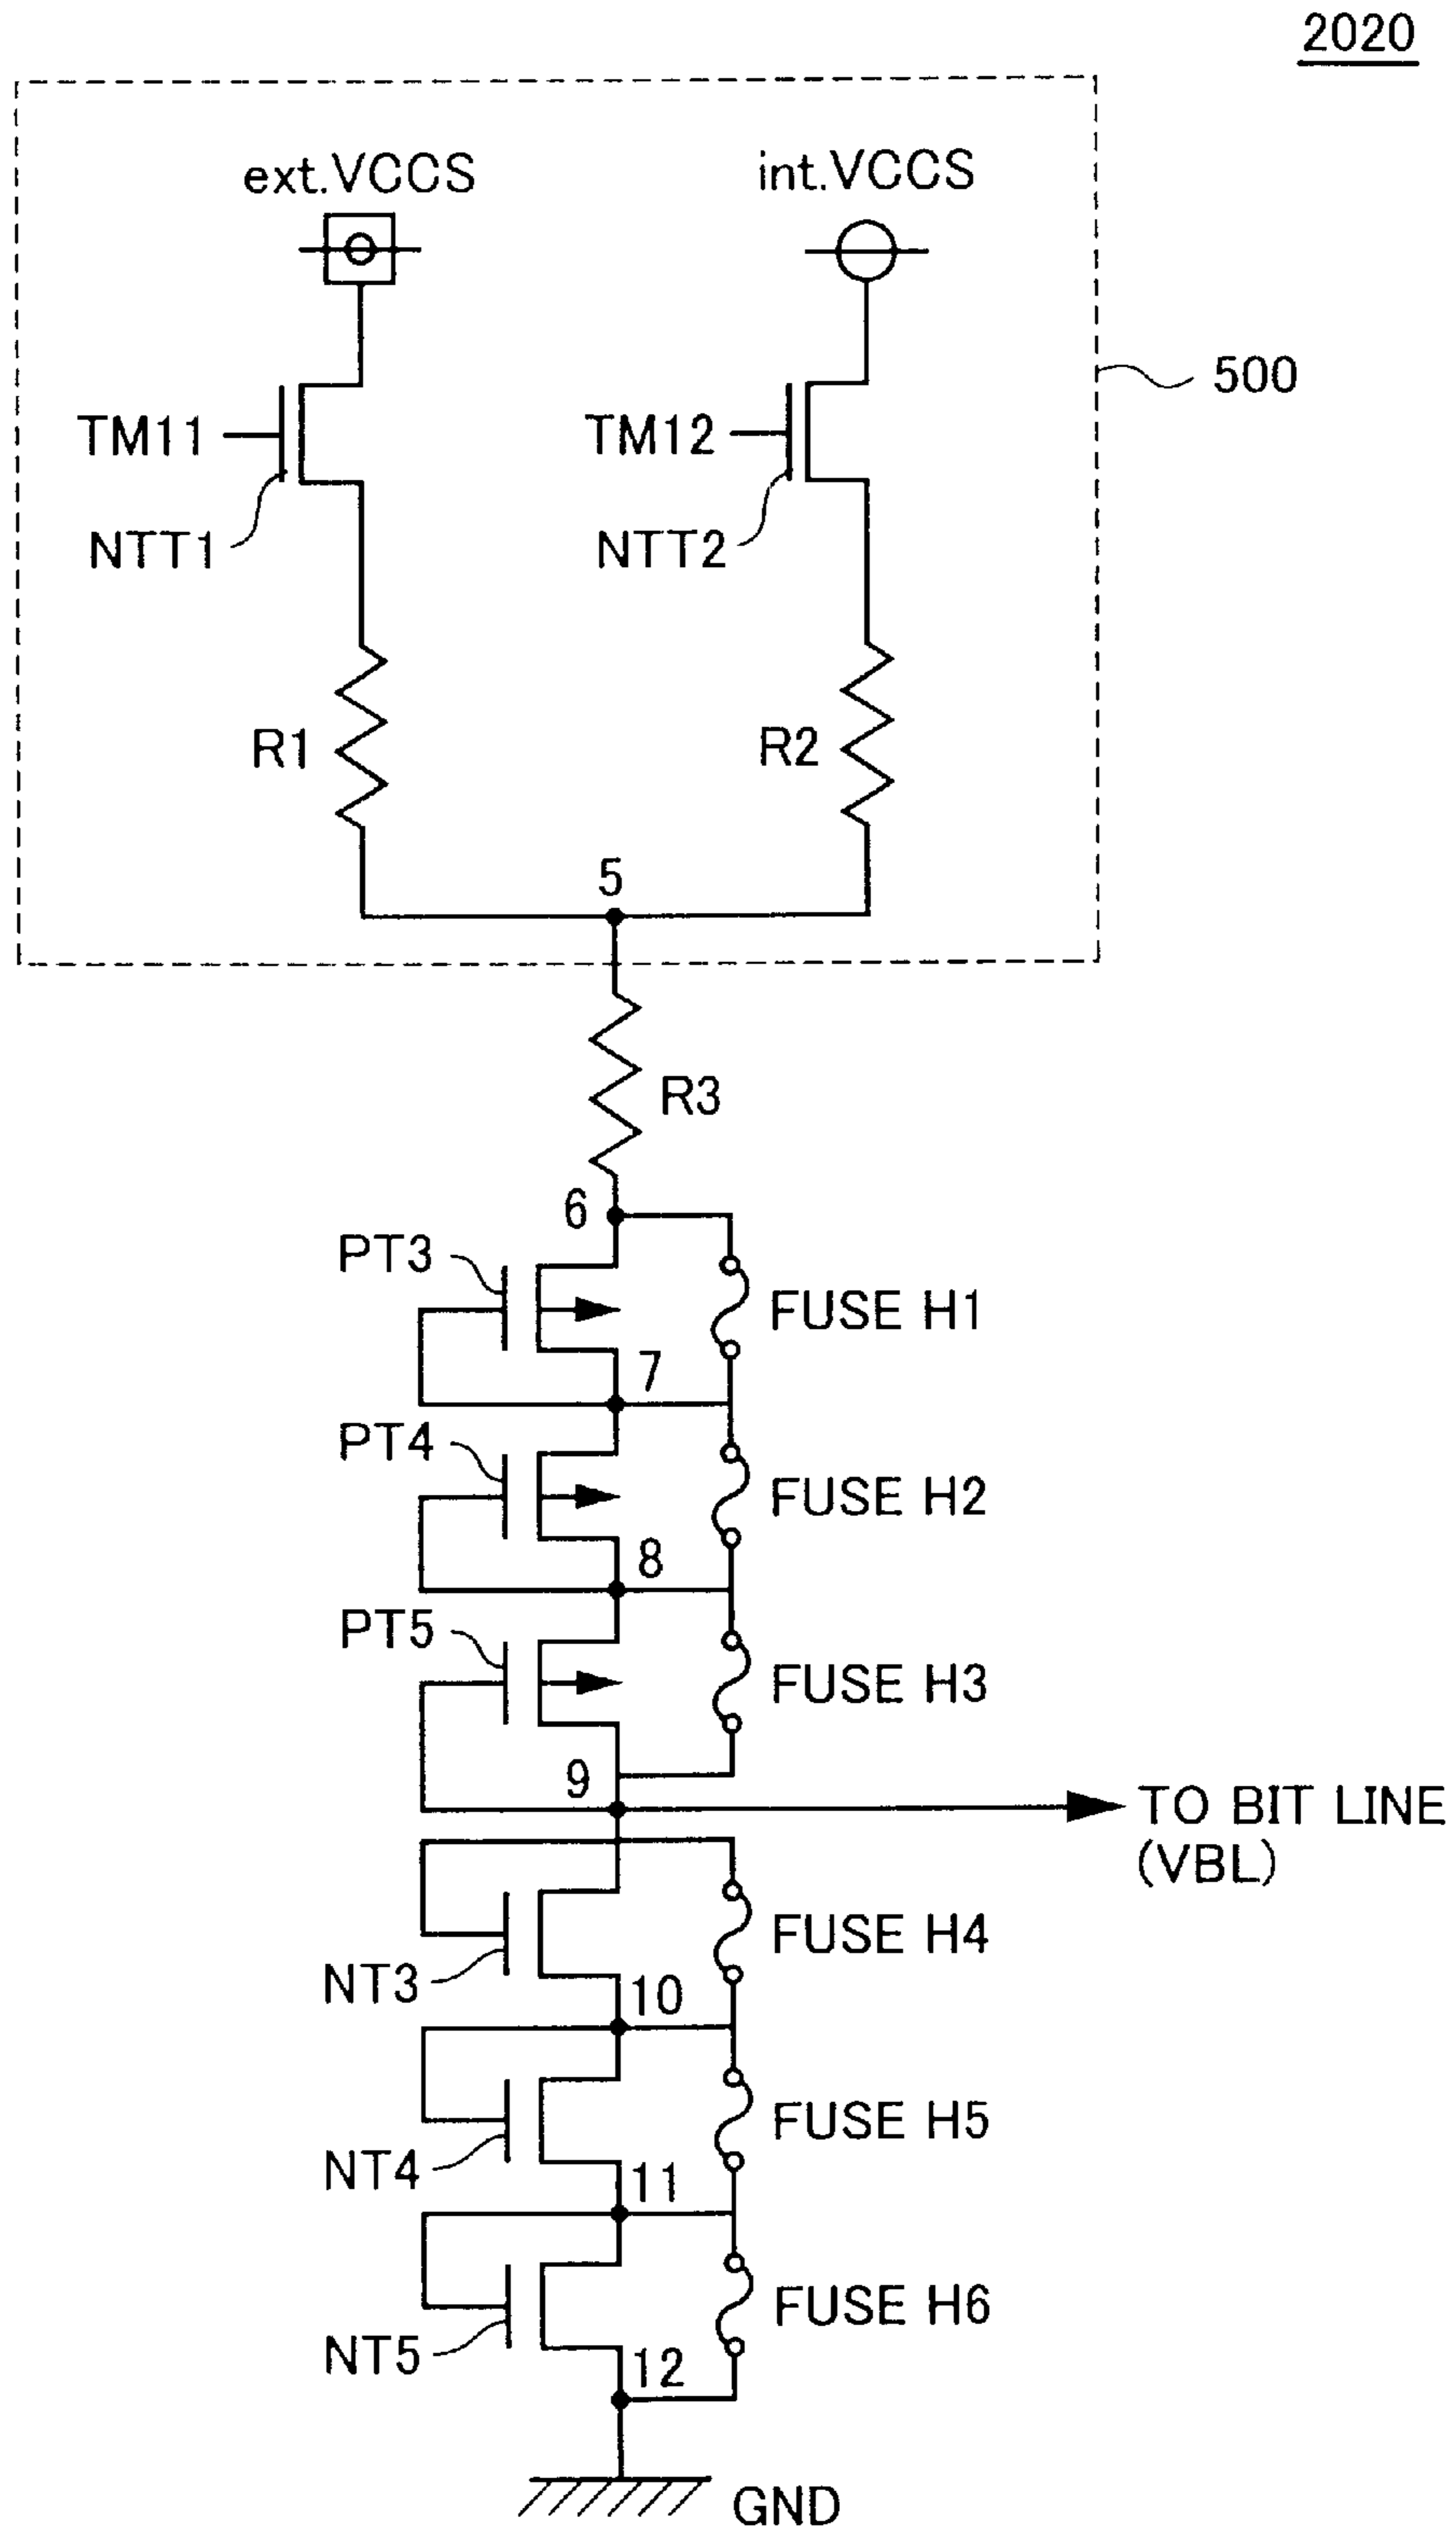 2020
ext.VCCS
int.VCCS
500
TM11
TM12
NTT1
NTT2
R1
R2
5
R3
6
PT3
FUSE H1
7
PT4
FUSE H2
8
PT5
FUSE H3
9
TO BIT LINE
(VBL)
FUSE H4
NT3
10
FUSE H5
NT4
11
FUSE H6
NT5
12
GND